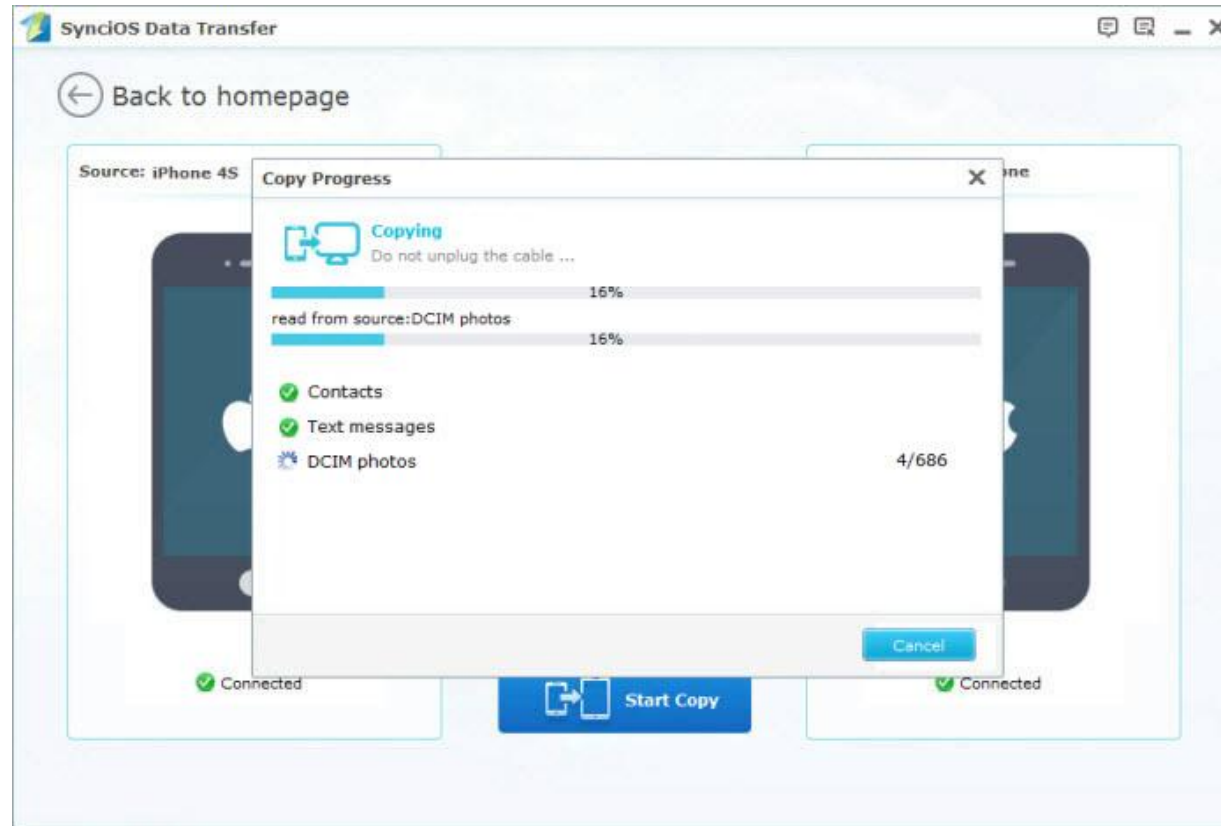 SynciOS Data Transfer
Back to homepage
Source: iPhone 4S
Copy Progress
Copying
Do not unplug the cable ...
16%
read from source:DCIM photos
16%
Contacts
Text messages
DCIM photos 4/686
Cancel
Connected
Start Copy
Connected